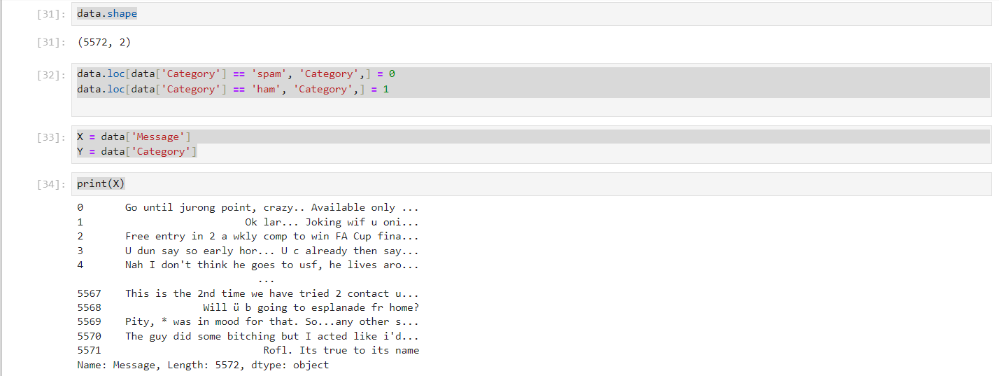 [31]: data.shape
[31]: (5572, 2)
[32]: data.loc[data['Category'] == 'spam', 'Category',] = 0
data.loc[data['Category'] == 'ham', 'Category',] = 1
[33]: X = data['Message']
Y = data['Category']
[34]: print(X)
0       Go until jurong point, crazy.. Available only ...
1                           Ok lar... Joking wif u oni...
2       Free entry in 2 a wkly comp to win FA Cup fina...
3       U dun say so early hor... U c already then say...
4       Nah I don't think he goes to usf, he lives aro...
                              ...
5567    This is the 2nd time we have tried 2 contact u...
5568                 Will ü b going to esplanade fr home?
5569    Pity, * was in mood for that. So...any other s...
5570    The guy did some bitching but I acted like i'd...
5571                           Rofl. Its true to its name
Name: Message, Length: 5572, dtype: object